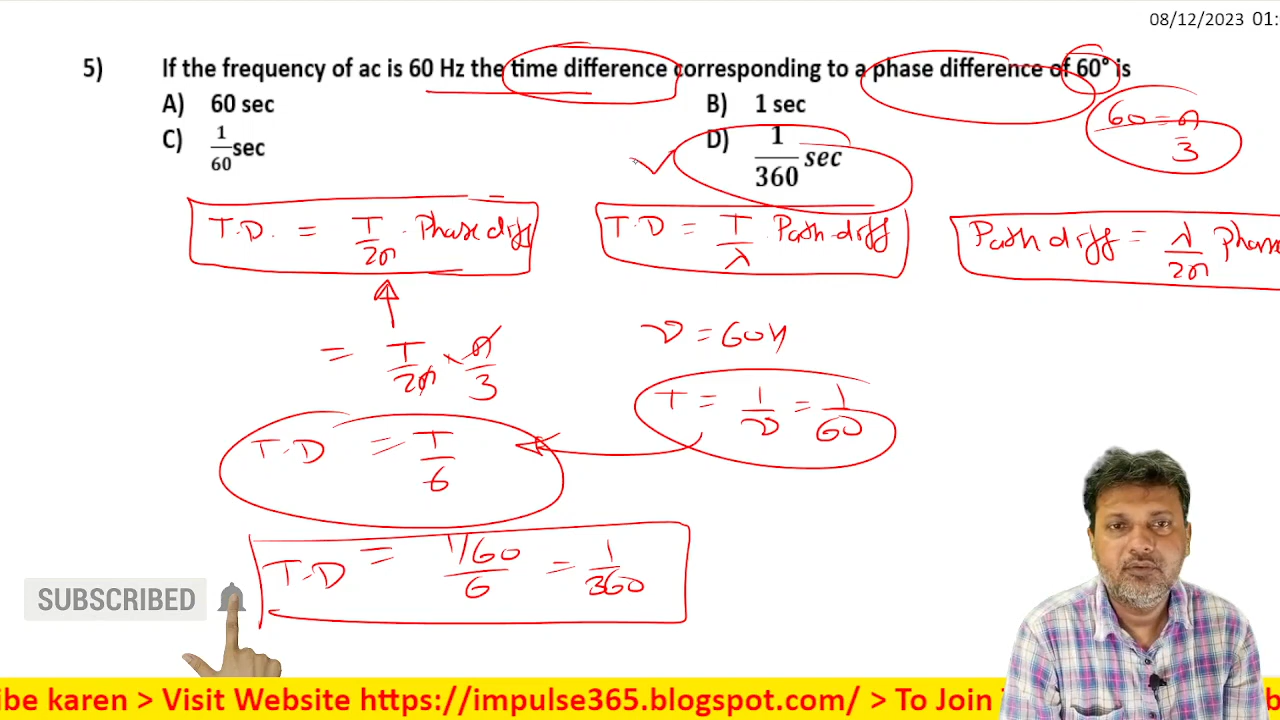 08/12/2023 01:
5) If the frequency of ac is 60 Hz the time difference corresponding to a phase difference of 60° is
A) 60 sec B) 1 sec
C) 1/60 sec D) 1/360 sec
60 = π/3
T.D. = T/2π · Phase diff
T.D = T/λ · Path diff
Path diff = λ/2π Phase
= T/2π × π/3
ν = 60H
T = 1/ν = 1/60
T.D = T/6
T.D = 1/60/6 = 1/360
SUBSCRIBED
ibe karen > Visit Website https://impulse365.blogspot.com/ > To Join